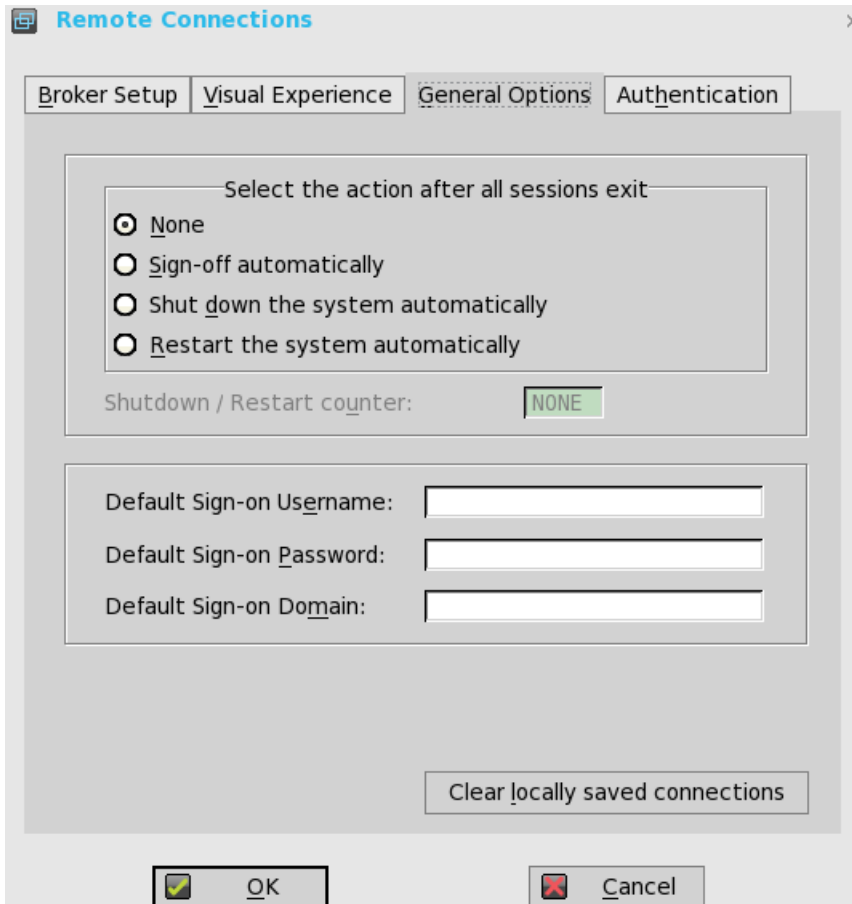 Remote Connections
Broker Setup
Visual Experience
General Options
Authentication
Select the action after all sessions exit
None
Sign-off automatically
Shut down the system automatically
Restart the system automatically
Shutdown / Restart counter: NONE
Default Sign-on Username:
Default Sign-on Password:
Default Sign-on Domain:
Clear locally saved connections
OK
Cancel